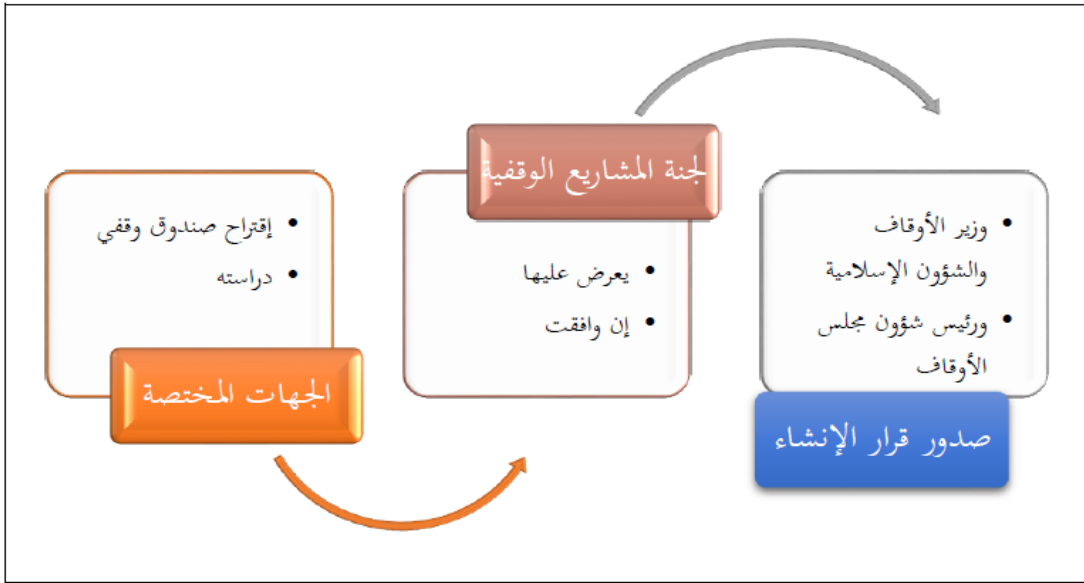 • إقتراح صندوق وقفي
• دراسته
الجهات المختصة
لجنة المشاريع الوقفية
• يعرض عليها
• إن وافقت
• وزير الأوقاف
والشؤون الإسلامية
• ورئيس شؤون مجلس
الأوقاف
صدور قرار الإنشاء